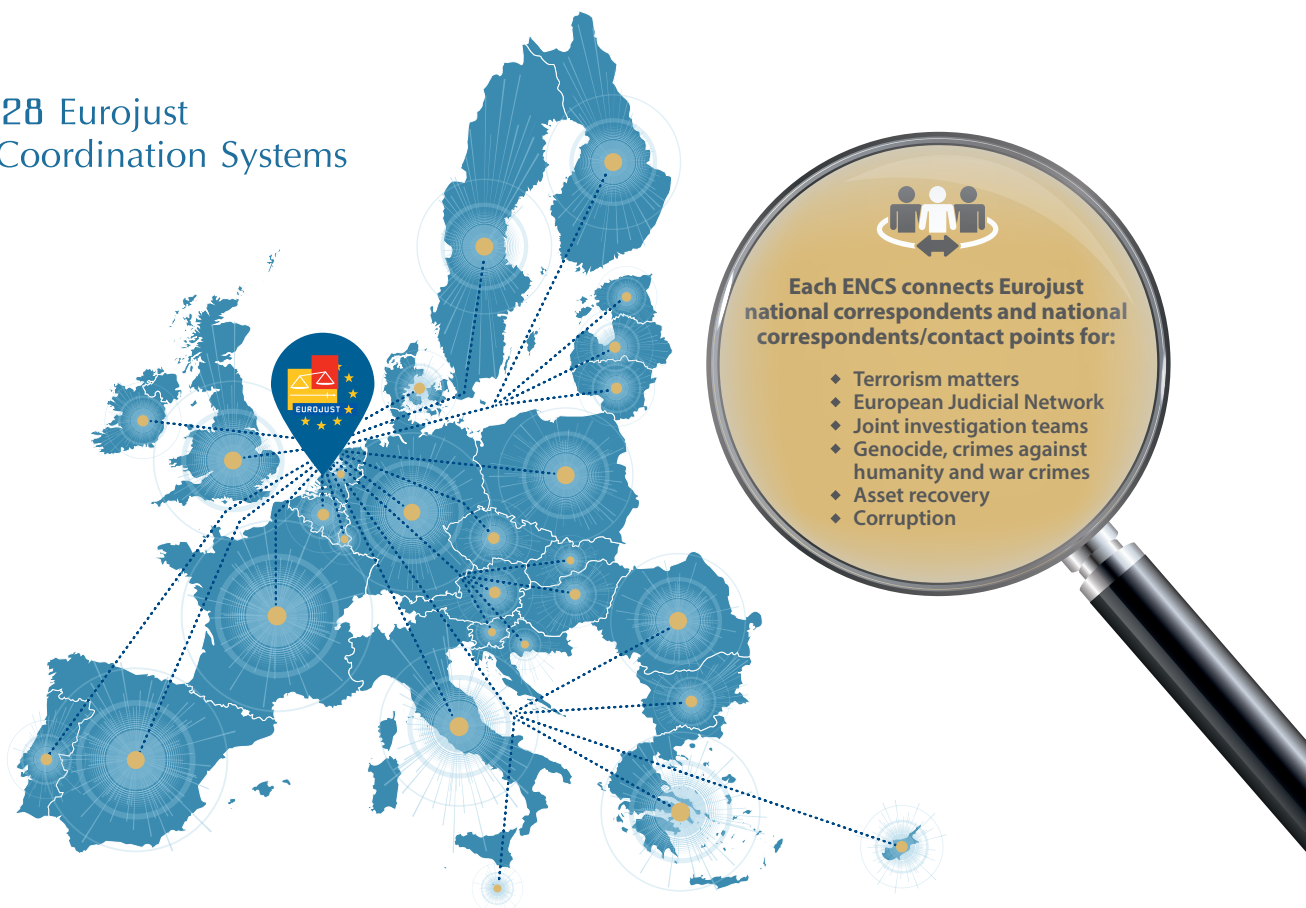 28 Eurojust
Coordination Systems
EUROJUST
Each ENCS connects Eurojust
national correspondents and national
correspondents/contact points for:
◆ Terrorism matters
◆ European Judicial Network
◆ Joint investigation teams
◆ Genocide, crimes against
humanity and war crimes
◆ Asset recovery
◆ Corruption